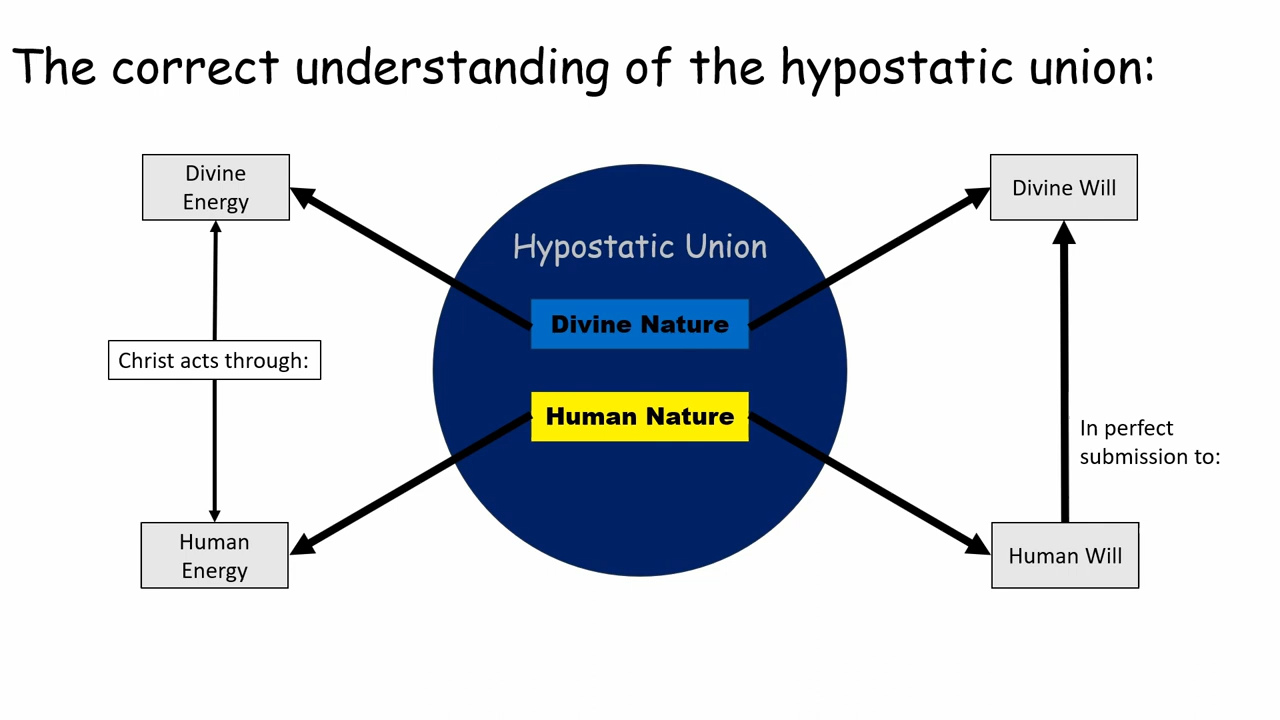 The correct understanding of the hypostatic union:
Divine
Energy
Divine Will
Hypostatic Union
Divine Nature
Christ acts through:
Human Nature
In perfect
submission to:
Human
Energy
Human Will